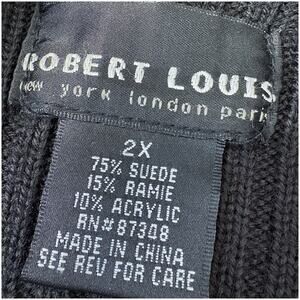 ROBERT LOUIS
new york london paris
2X
75% SUEDE
15% RAMIE
10% ACRYLIC
RN#87308
MADE IN CHINA
SEE REV FOR CARE